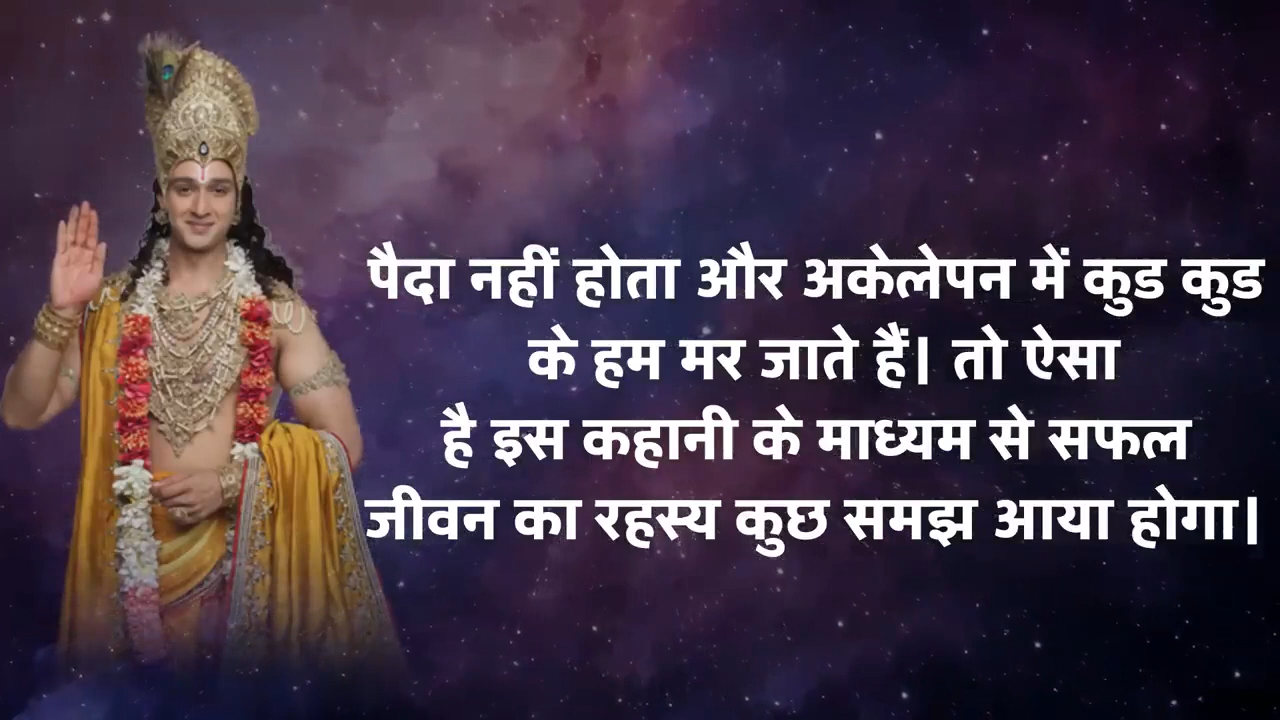 पैदा नहीं होता और अकेलेपन में कुड कुड
के हम मर जाते हैं। तो ऐसा
है इस कहानी के माध्यम से सफल
जीवन का रहस्य कुछ समझ आया होगा।